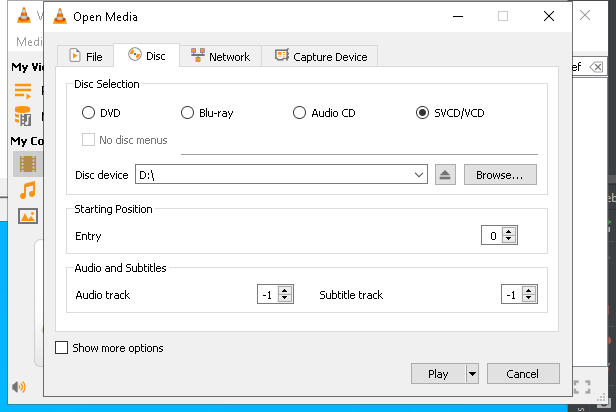 Open Media
Medi
File
Disc
Network
Capture Device
My Vi
ef
Disc Selection
DVD
Blu-ray
Audio CD
SVCD/VCD
No disc menus
My Co
Disc device
D:\
Browse...
Starting Position
Entry
0
Audio and Subtitles
Audio track
-1
Subtitle track
-1
Show more options
Play
Cancel